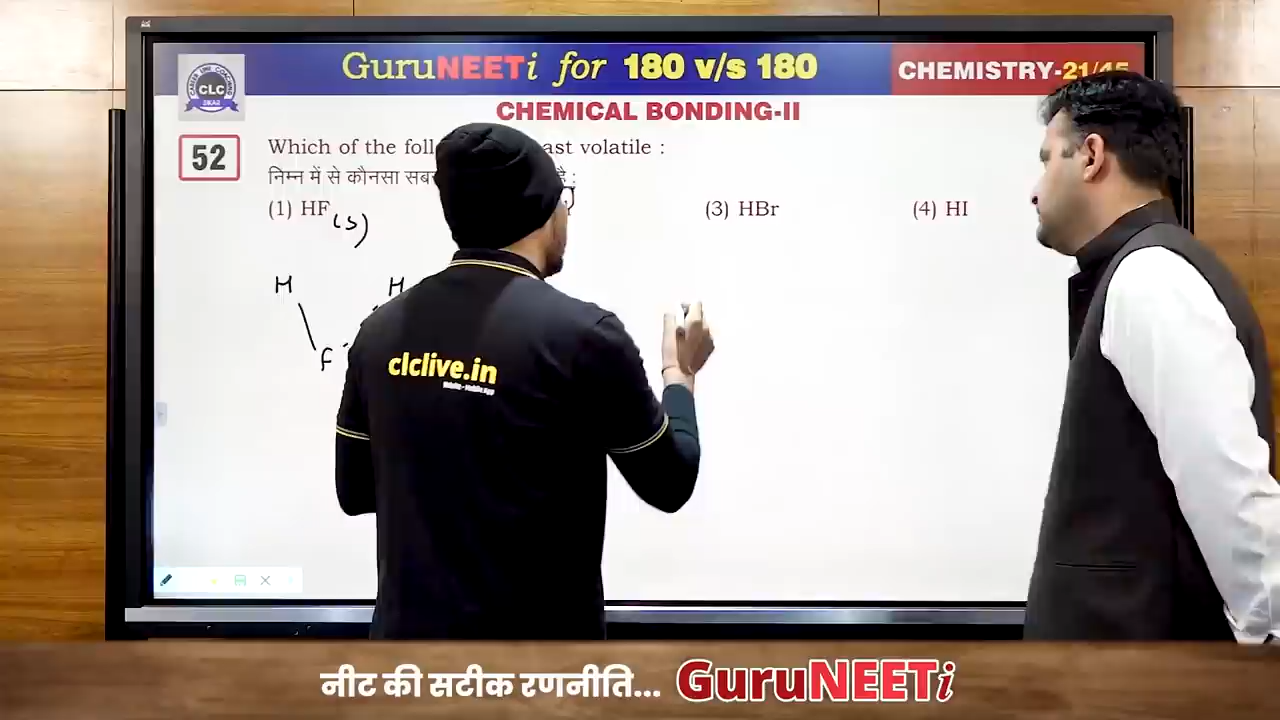 GuruNEETi for 180 v/s 180
CHEMISTRY-21/45
CLC
SIKAR
CHEMICAL BONDING-II
52
Which of the foll ast volatile :
निम्न में से कौनसा सब है :
(1) HF (s)
(3) HBr
(4) HI
H
H
F
clclive.in
नीट की सटीक रणनीति... GuruNEETi